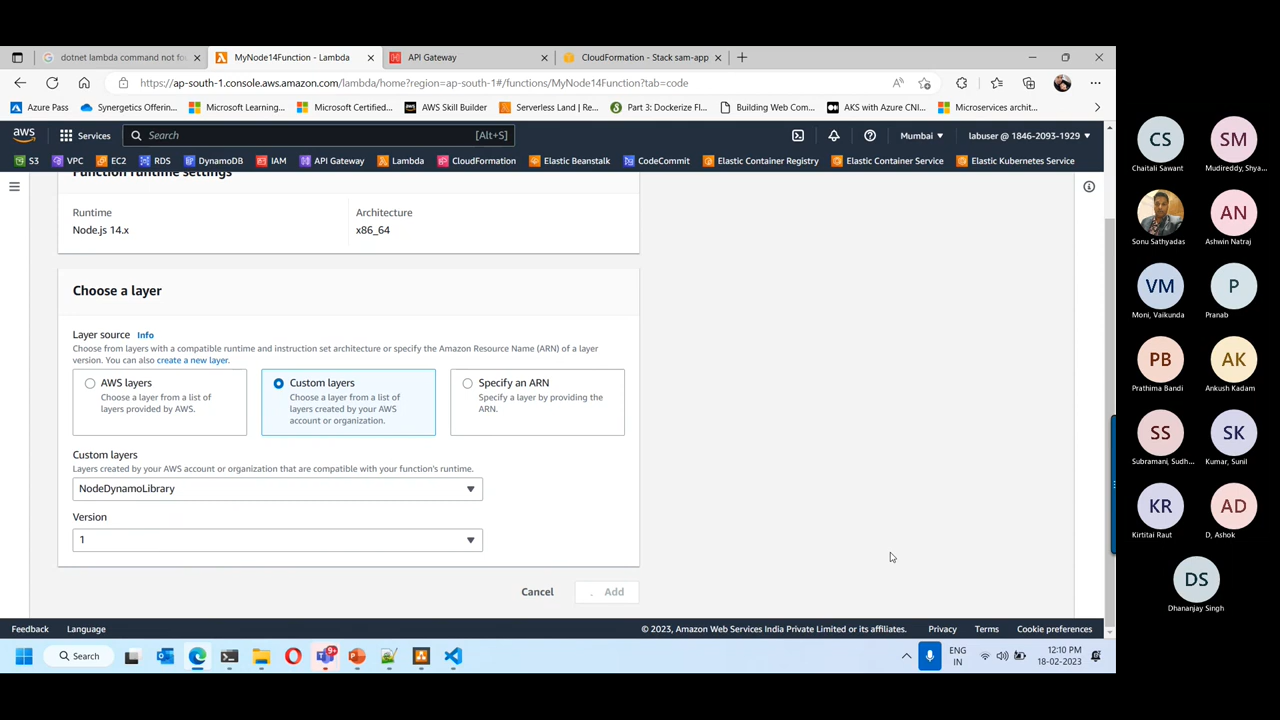 dotnet lambda command not fo
MyNode14Function - Lambda
API Gateway
CloudFormation - Stack sam-app
https://ap-south-1.console.aws.amazon.com/lambda/home?region=ap-south-1#/functions/MyNode14Function?tab=code
Azure Pass
Synergetics Offering...
Microsoft Learning...
Microsoft Certified...
AWS Skill Builder
Serverless Land | Re...
Part 3: Dockerize Fl...
Building Web Com...
AKS with Azure CNI...
Microservices archit...
aws
Services
Search
[Alt+S]
Mumbai
labuser @ 1846-2093-1929
S3
VPC
EC2
RDS
DynamoDB
IAM
API Gateway
Lambda
CloudFormation
Elastic Beanstalk
CodeCommit
Elastic Container Registry
Elastic Container Service
Elastic Kubernetes Service
Function runtime settings
Runtime
Node.js 14.x
Architecture
x86_64
Choose a layer
Layer source Info
Choose from layers with a compatible runtime and instruction set architecture or specify the Amazon Resource Name (ARN) of a layer
version. You can also create a new layer.
AWS layers
Choose a layer from a list of
layers provided by AWS.
Custom layers
Choose a layer from a list of
layers created by your AWS
account or organization.
Specify an ARN
Specify a layer by providing the
ARN.
Custom layers
Layers created by your AWS account or organization that are compatible with your function's runtime.
NodeDynamoLibrary
Version
1
Cancel
Add
Feedback
Language
© 2023, Amazon Web Services India Private Limited or its affiliates.
Privacy
Terms
Cookie preferences
Search
9+
ENG
IN
12:10 PM
18-02-2023
CS
Chaitali Sawant
SM
Mudireddy, Shya...
Sonu Sathyadas
AN
Ashwin Natraj
VM
Moni, Vaikunda
P
Pranab
PB
Prathima Bandi
AK
Ankush Kadam
SS
Subramani, Sudh...
SK
Kumar, Sunil
KR
Kirtitai Raut
AD
D, Ashok
DS
Dhananjay Singh